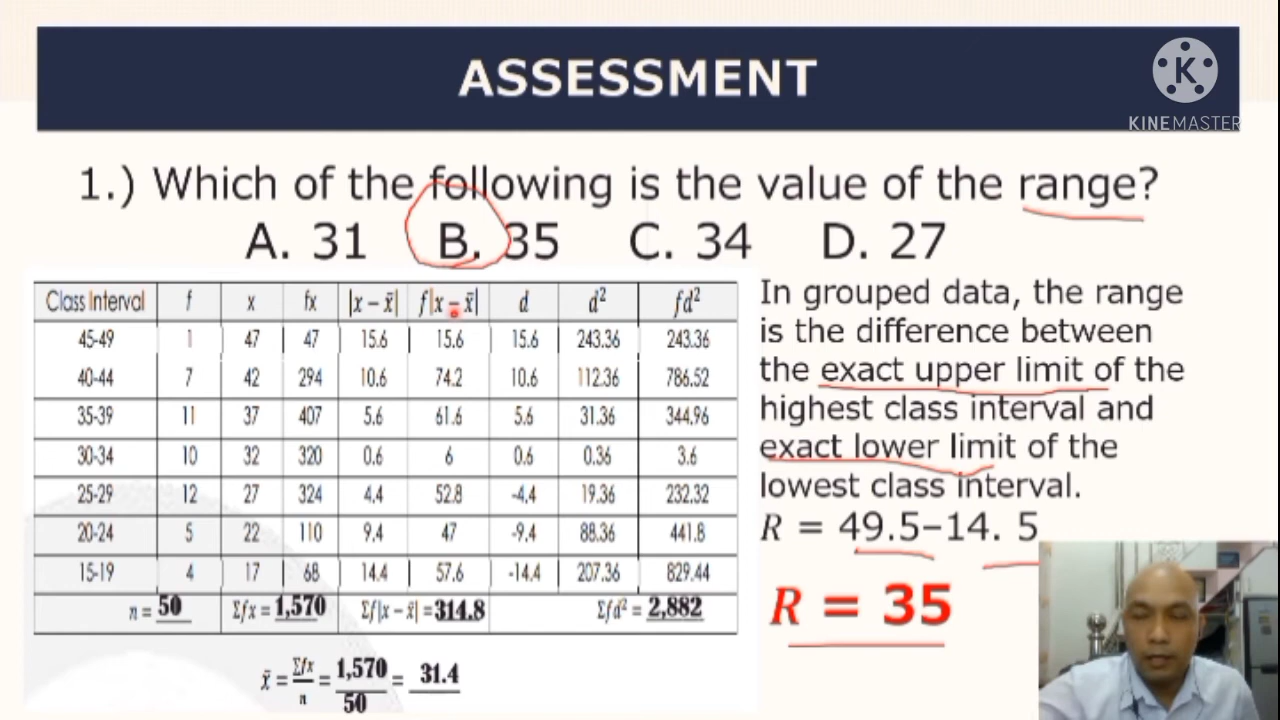 ASSESSMENT
K
KINEMASTER
1.) Which of the following is the value of the range?
A. 31 B. 35 C. 34 D. 27
Class Interval f x fx |x – x̄| f|x – x̄| d d² fd²
45-49 1 47 47 15.6 15.6 15.6 243.36 243.36
40-44 7 42 294 10.6 74.2 10.6 112.36 786.52
35-39 11 37 407 5.6 61.6 5.6 31.36 344.96
30-34 10 32 320 0.6 6 0.6 0.36 3.6
25-29 12 27 324 4.4 52.8 -4.4 19.36 232.32
20-24 5 22 110 9.4 47 -9.4 88.36 441.8
15-19 4 17 68 14.4 57.6 -14.4 207.36 829.44
n = 50 Σfx = 1,570 Σf|x – x̄| = 314.8 Σfd² = 2,882
x̄ = Σfx/n = 1,570/50 = 31.4
In grouped data, the range
is the difference between
the exact upper limit of the
highest class interval and
exact lower limit of the
lowest class interval.
R = 49.5–14. 5
R = 35